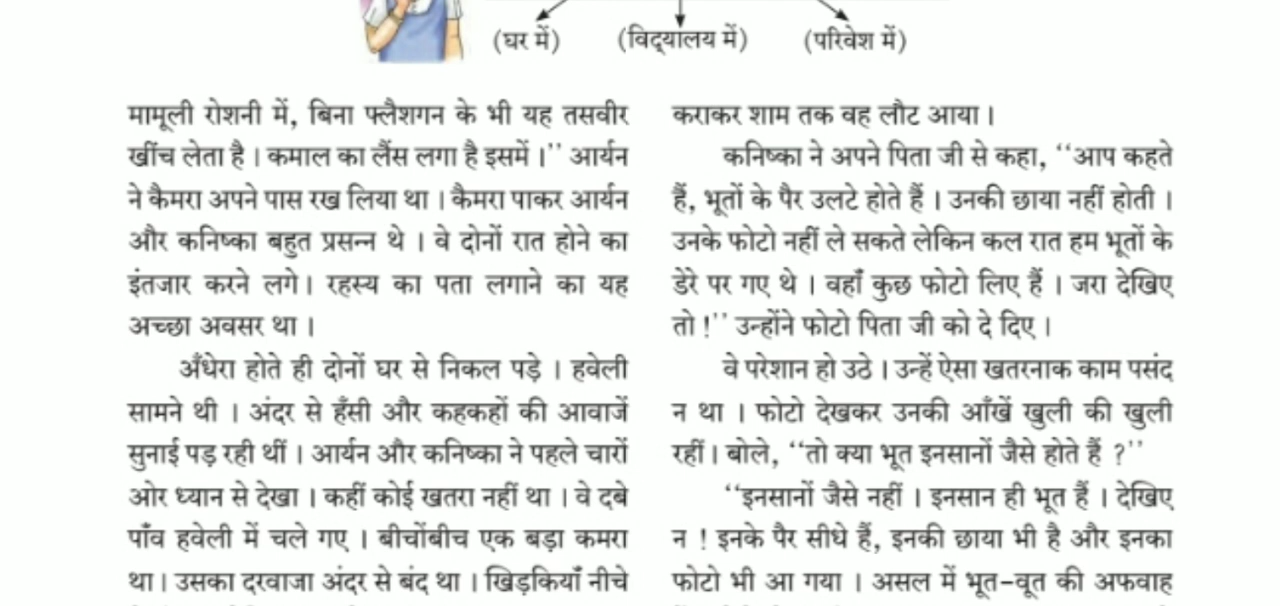 (घर में) (विद्यालय में) (परिवेश में)
मामूली रोशनी में, बिना फ्लैशगन के भी यह तसवीर
खींच लेता है । कमाल का लैंस लगा है इसमें ।’’ आर्यन
ने कैमरा अपने पास रख लिया था । कैमरा पाकर आर्यन
और कनिष्का बहुत प्रसन्न थे । वे दोनों रात होने का
इंतजार करने लगे। रहस्य का पता लगाने का यह
अच्छा अवसर था ।
अँधेरा होते ही दोनों घर से निकल पड़े । हवेली
सामने थी । अंदर से हँसी और कहकहों की आवाजें
सुनाई पड़ रही थीं । आर्यन और कनिष्का ने पहले चारों
ओर ध्यान से देखा । कहीं कोई खतरा नहीं था । वे दबे
पाँव हवेली में चले गए । बीचोंबीच एक बड़ा कमरा
था । उसका दरवाजा अंदर से बंद था । खिड़कियाँ नीचे
कराकर शाम तक वह लौट आया ।
कनिष्का ने अपने पिता जी से कहा, ‘‘आप कहते
हैं, भूतों के पैर उलटे होते हैं । उनकी छाया नहीं होती ।
उनके फोटो नहीं ले सकते लेकिन कल रात हम भूतों के
डेरे पर गए थे । वहाँ कुछ फोटो लिए हैं । जरा देखिए
तो !’’ उन्होंने फोटो पिता जी को दे दिए ।
वे परेशान हो उठे । उन्हें ऐसा खतरनाक काम पसंद
न था । फोटो देखकर उनकी आँखें खुली की खुली
रहीं । बोले, ‘‘तो क्या भूत इनसानों जैसे होते हैं ?’’
‘‘इनसानों जैसे नहीं । इनसान ही भूत हैं । देखिए
न ! इनके पैर सीधे हैं, इनकी छाया भी है और इनका
फोटो भी आ गया । असल में भूत-वूत की अफवाह